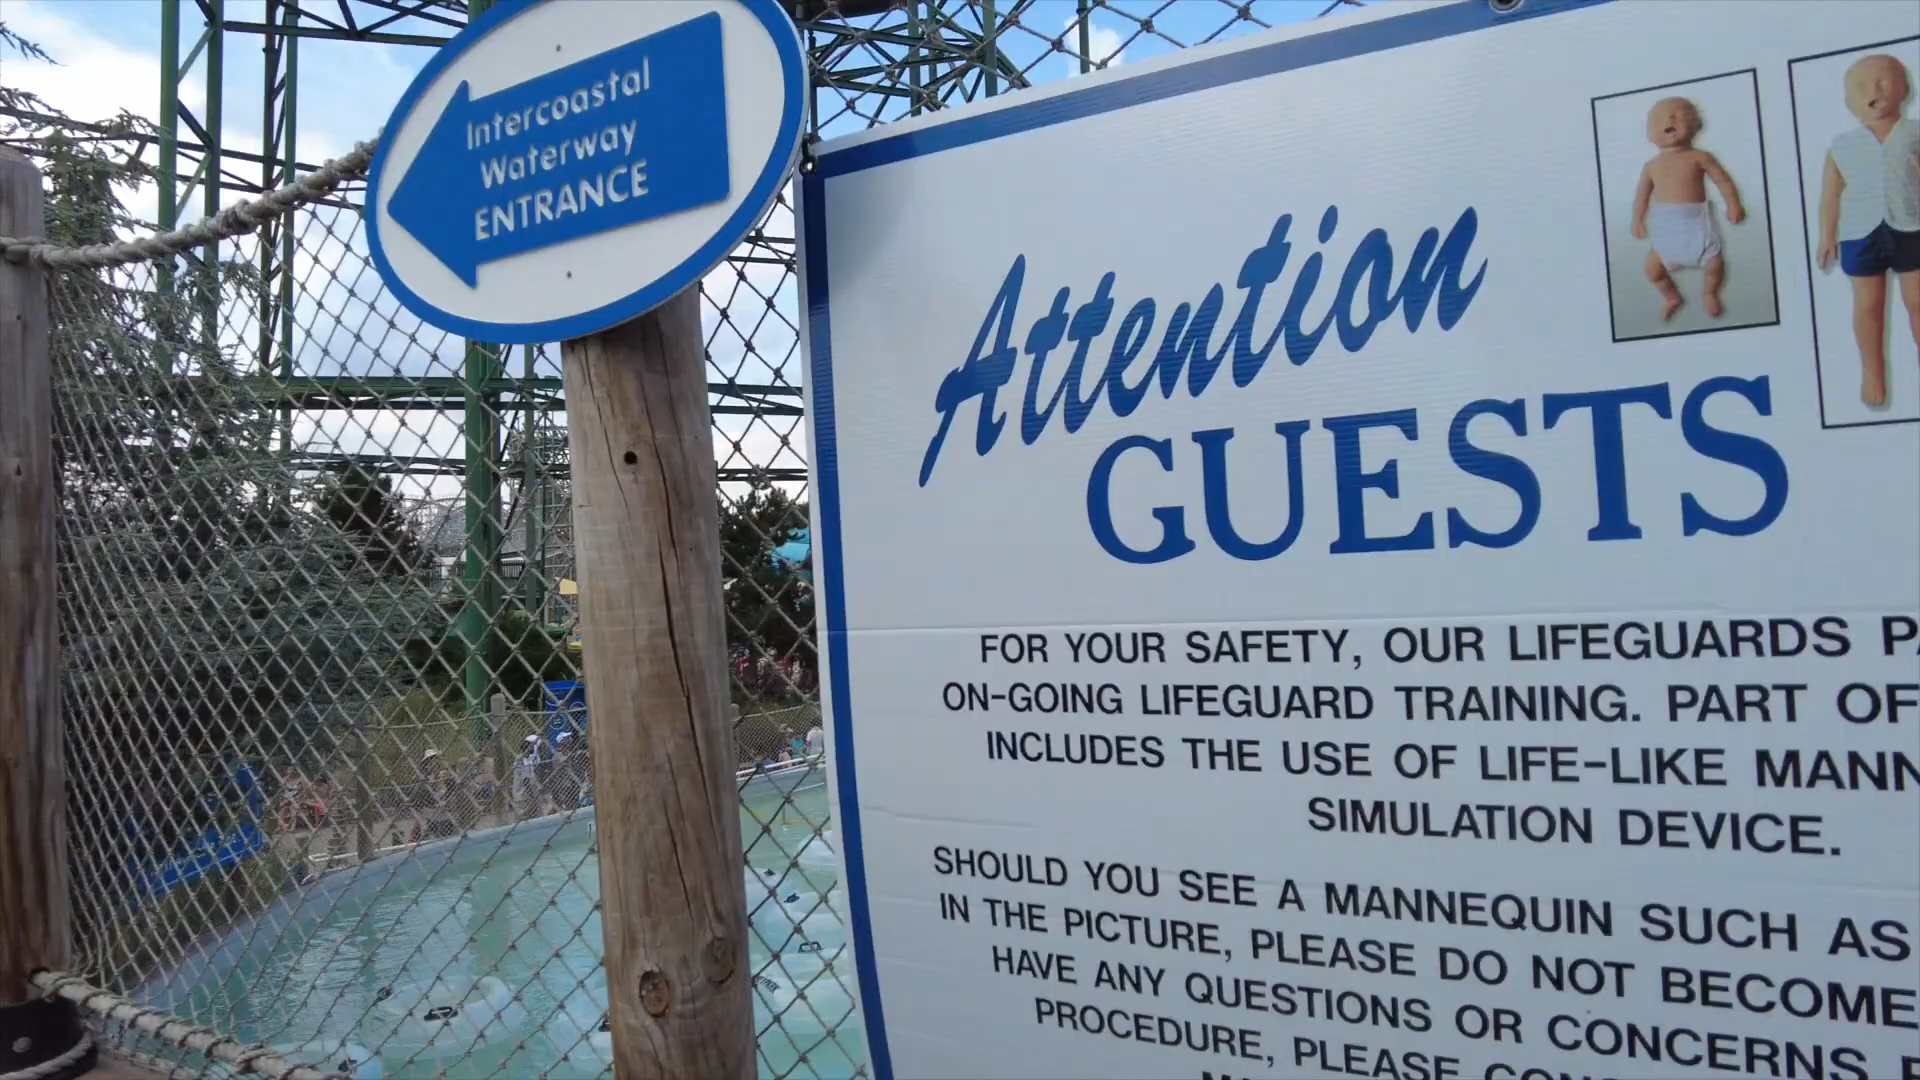 Intercoastal
Waterway
ENTRANCE
Attention
GUESTS
FOR YOUR SAFETY, OUR LIFEGUARDS
ON-GOING LIFEGUARD TRAINING. PART OF
INCLUDES THE USE OF LIFE-LIKE
SIMULATION DEVICE.
SHOULD YOU SEE A MANNEQUIN SUCH AS
IN THE PICTURE, PLEASE DO NOT BECOME
HAVE ANY QUESTIONS OR CONCERNS
PROCEDURE, PLEASE